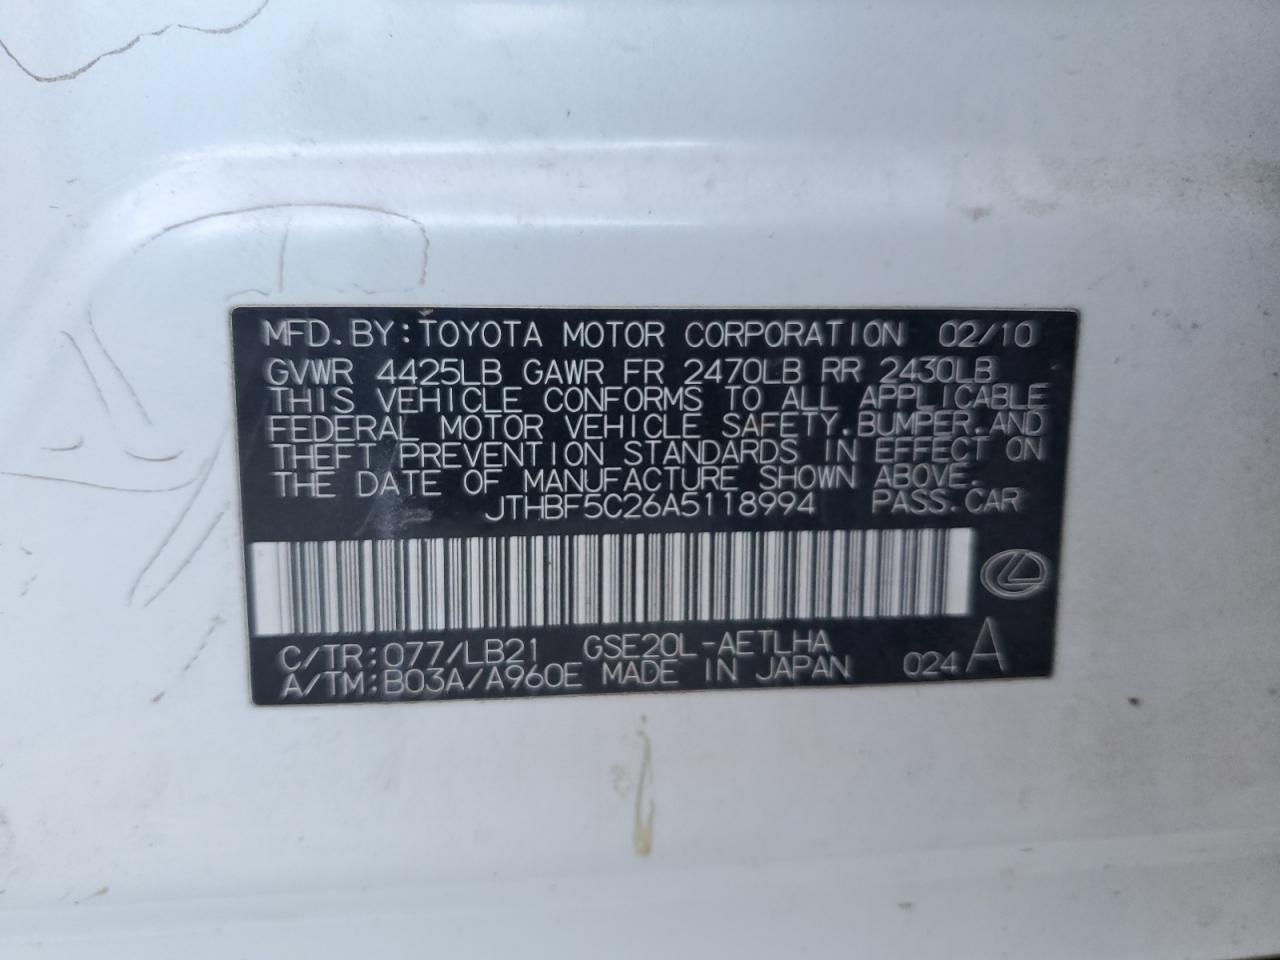 MFD. BY: TOYOTA MOTOR CORPORATION 02/10
GVWR 4425LB GAWR FR 2470LB RR 2430LB
THIS VEHICLE CONFORMS TO ALL APPLICABLE
FEDERAL MOTOR VEHICLE SAFETY, BUMPER, AND
THEFT PREVENTION STANDARDS IN EFFECT ON
THE DATE OF MANUFACTURE SHOWN ABOVE.
JTHBF5C26A5118994 PASS. CAR
C/TR: 077/LB21 GSE20L-AETLHA
A/TM: B03A/A960E MADE IN JAPAN 024 A